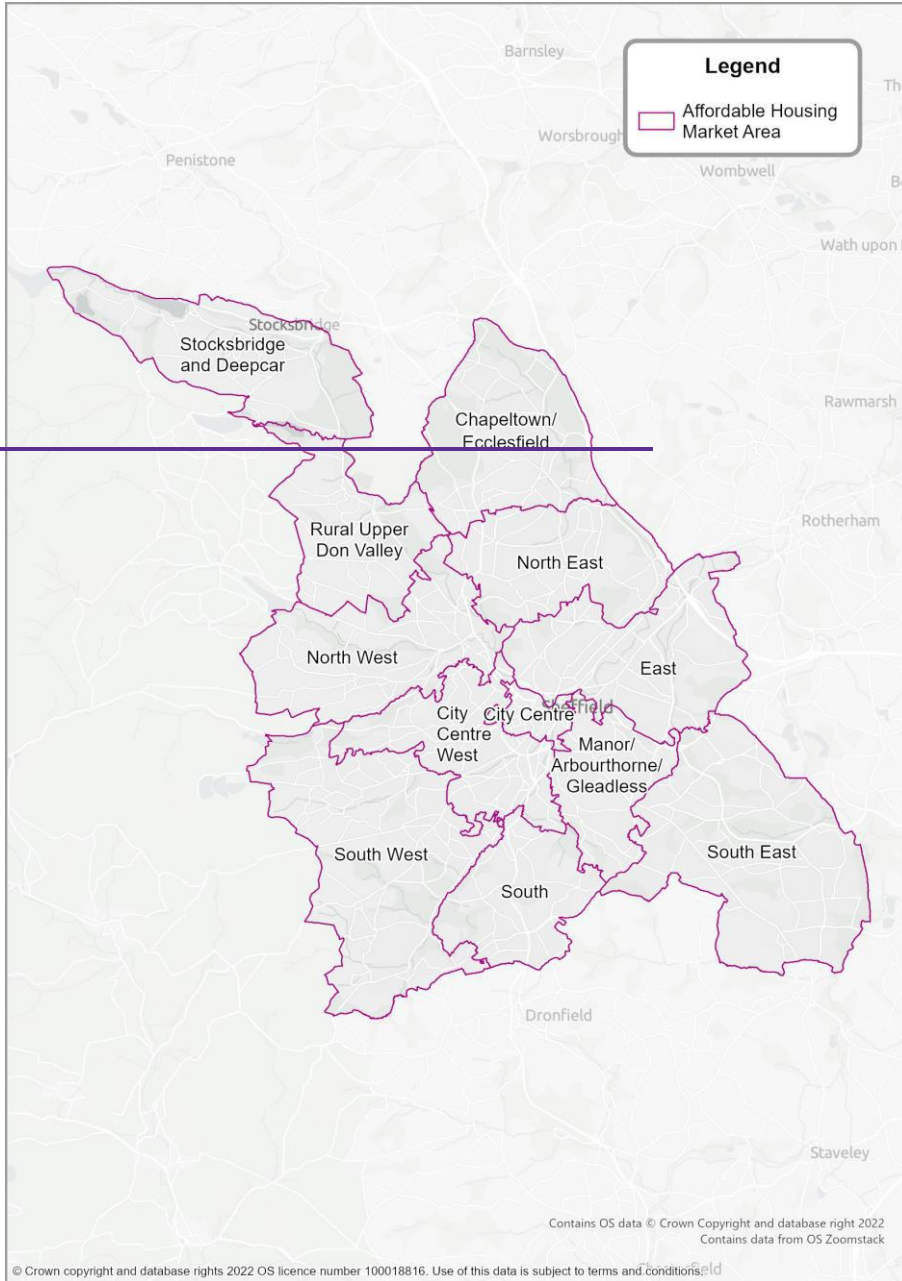 Barnsley
Legend
Affordable Housing
Market Area
Worsbrough
Penistone
Wombwell
Wath upon
Stocksbridge
Stocksbridge
and Deepcar
Rawmarsh
Chapeltown/
Ecclesfield
Rotherham
Rural Upper
Don Valley
North East
North West
East
Sheffield
City
Centre
West
City Centre
Manor/
Arbourthorne/
Gleadless
South West
South East
South
Dronfield
Staveley
Contains OS data © Crown Copyright and database right 2022
Contains data from OS Zoomstack
© Crown copyright and database rights 2022 OS licence number 100018816. Use of this data is subject to terms and conditions.